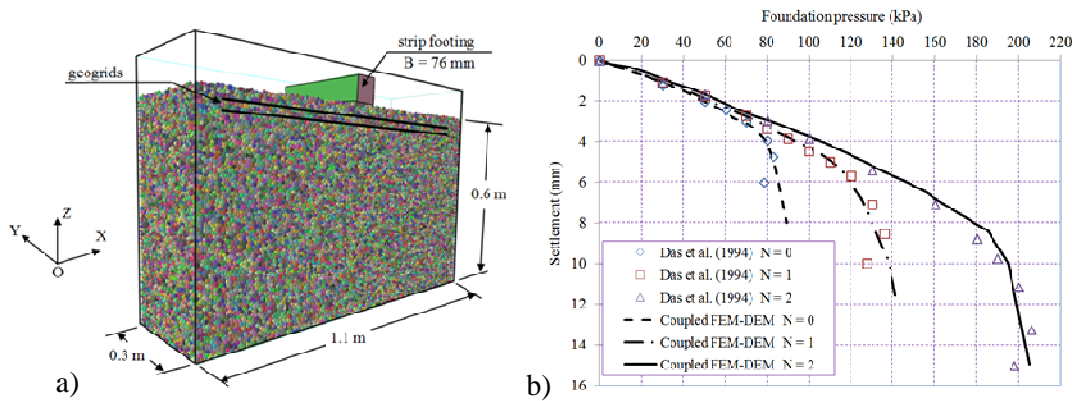 a)
strip footing
B = 76 mm
geogrids
0.6 m
Z
Y
X
O
0.3 m
1.1 m
b)
Foundation pressure (kPa)
0 20 40 60 80 100 120 140 160 180 200 220
Settlement (mm)
0
2
4
6
8
10
12
14
16
Das et al. (1994) N = 0
Das et al. (1994) N = 1
Das et al. (1994) N = 2
Coupled FEM-DEM N = 0
Coupled FEM-DEM N = 1
Coupled FEM-DEM N = 2